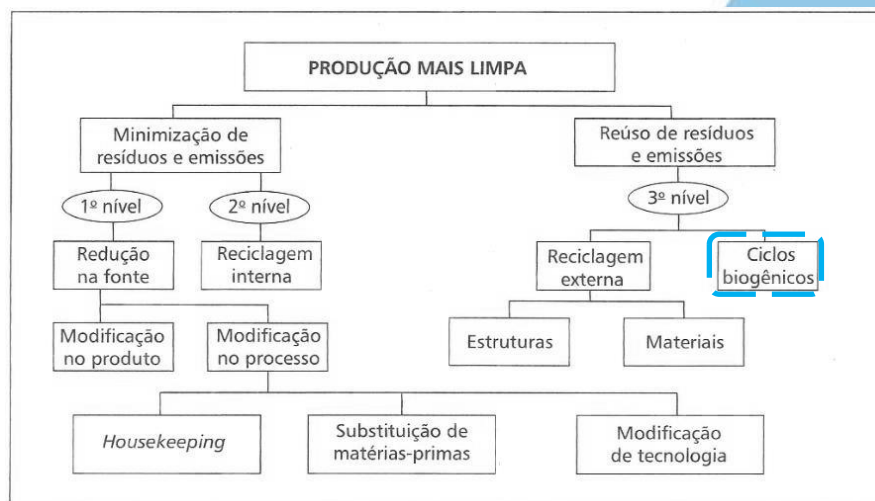 PRODUÇÃO MAIS LIMPA
Minimização de
resíduos e emissões
Reúso de resíduos
e emissões
1º nível
2º nível
3º nível
Redução
na fonte
Reciclagem
interna
Reciclagem
externa
Ciclos
biogênicos
Modificação
no produto
Modificação
no processo
Estruturas
Materiais
Housekeeping
Substituição de
matérias-primas
Modificação
de tecnologia